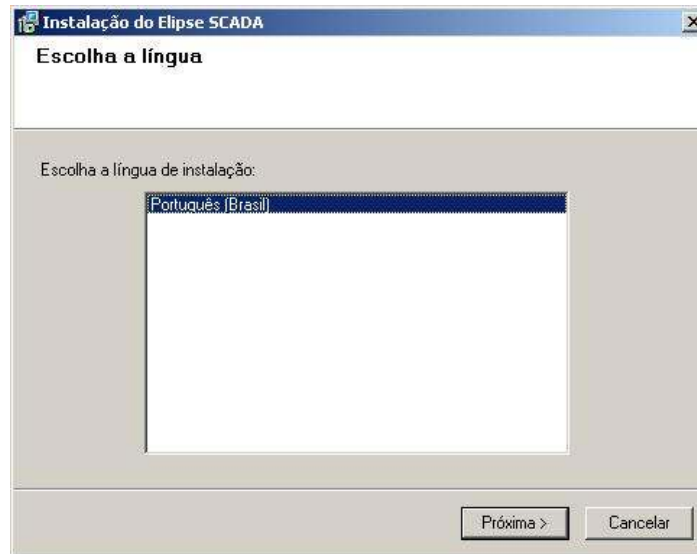 Instalação do Elipse SCADA
Escolha a língua
Escolha a língua de instalação:
Português (Brasil)
Próxima >
Cancelar